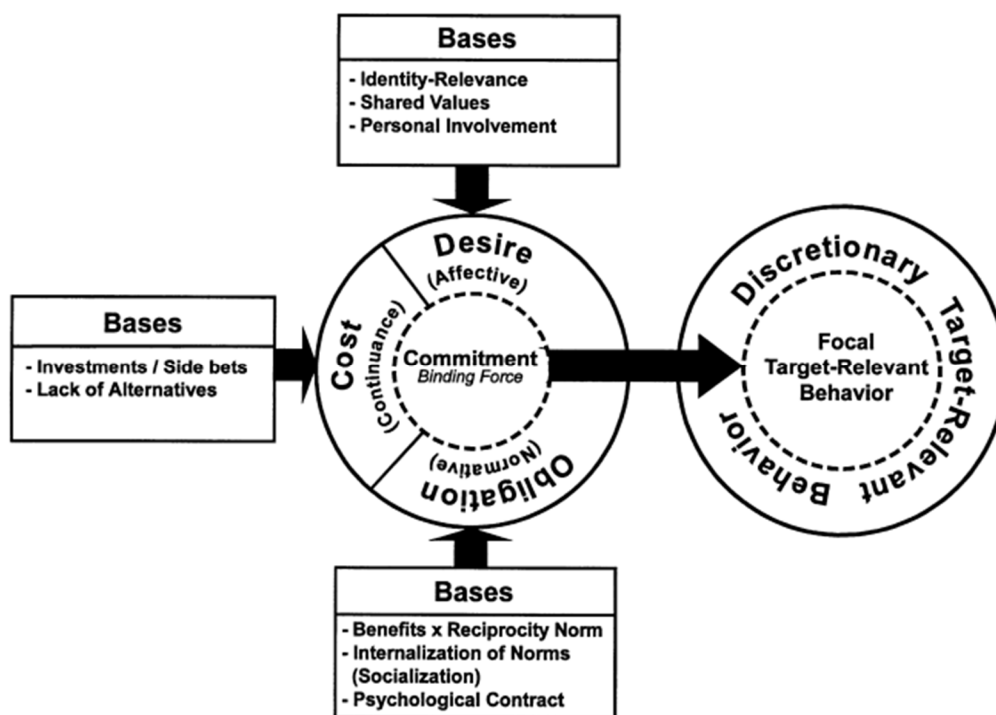 Bases
- Identity-Relevance
- Shared Values
- Personal Involvement
Bases
- Investments / Side bets
- Lack of Alternatives
Desire
(Affective)
Cost
(Continuance)
Commitment
Binding Force
Obligation
(Normative)
Discretionary Target-Relevant Behavior
Focal
Target-Relevant
Behavior
Bases
- Benefits x Reciprocity Norm
- Internalization of Norms
(Socialization)
- Psychological Contract